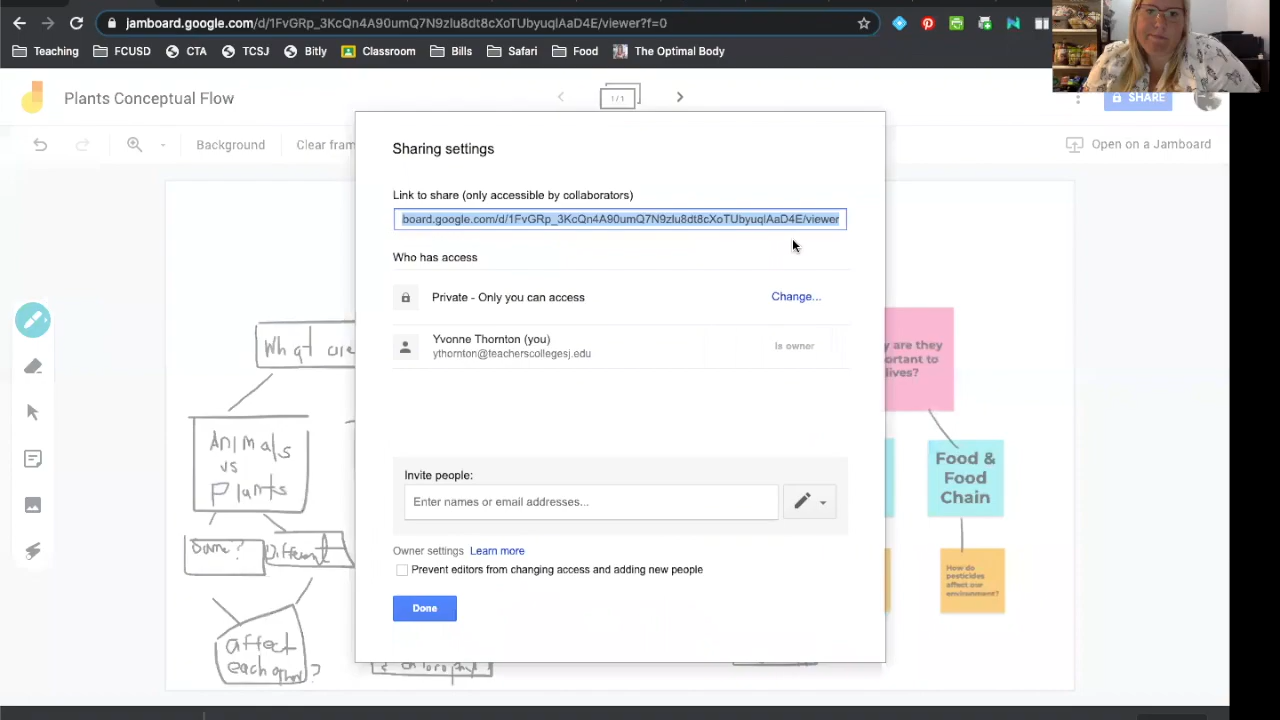 jamboard.google.com/d/1FvGRp_3KcQn4A90umQ7N9zlu8dt8cXoTUbyuqlAaD4E/viewer?f=0
Teaching FCUSD CTA TCSJ Bitly Classroom Bills Safari Food The Optimal Body
Plants Conceptual Flow
1/1
SHARE
Background
Clear fram
Open on a Jamboard
Sharing settings
Link to share (only accessible by collaborators)
board.google.com/d/1FvGRp_3KcQn4A90umQ7N9zlu8dt8cXoTUbyuqlAaD4E/viewer
Who has access
Private - Only you can access
Change...
Yvonne Thornton (you)
ythornton@teacherscollegesj.edu
Is owner
Invite people:
Enter names or email addresses...
Owner settings Learn more
Prevent editors from changing access and adding new people
Done
What are
Animals
vs
Plants
Same?
Different
affect
each other?
y are they
portant to
lives?
Food &
Food
Chain
How do
pesticides
affect our
environment?